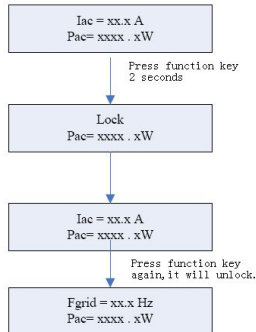 Iac = xx.x A
Pac= xxxx . xW
Press function key
2 seconds
Lock
Pac= xxxx . xW
Iac = xx.x A
Pac= xxxx . xW
Press function key
again,it will unlock.
Fgrid = xx.x Hz
Pac= xxxx . xW